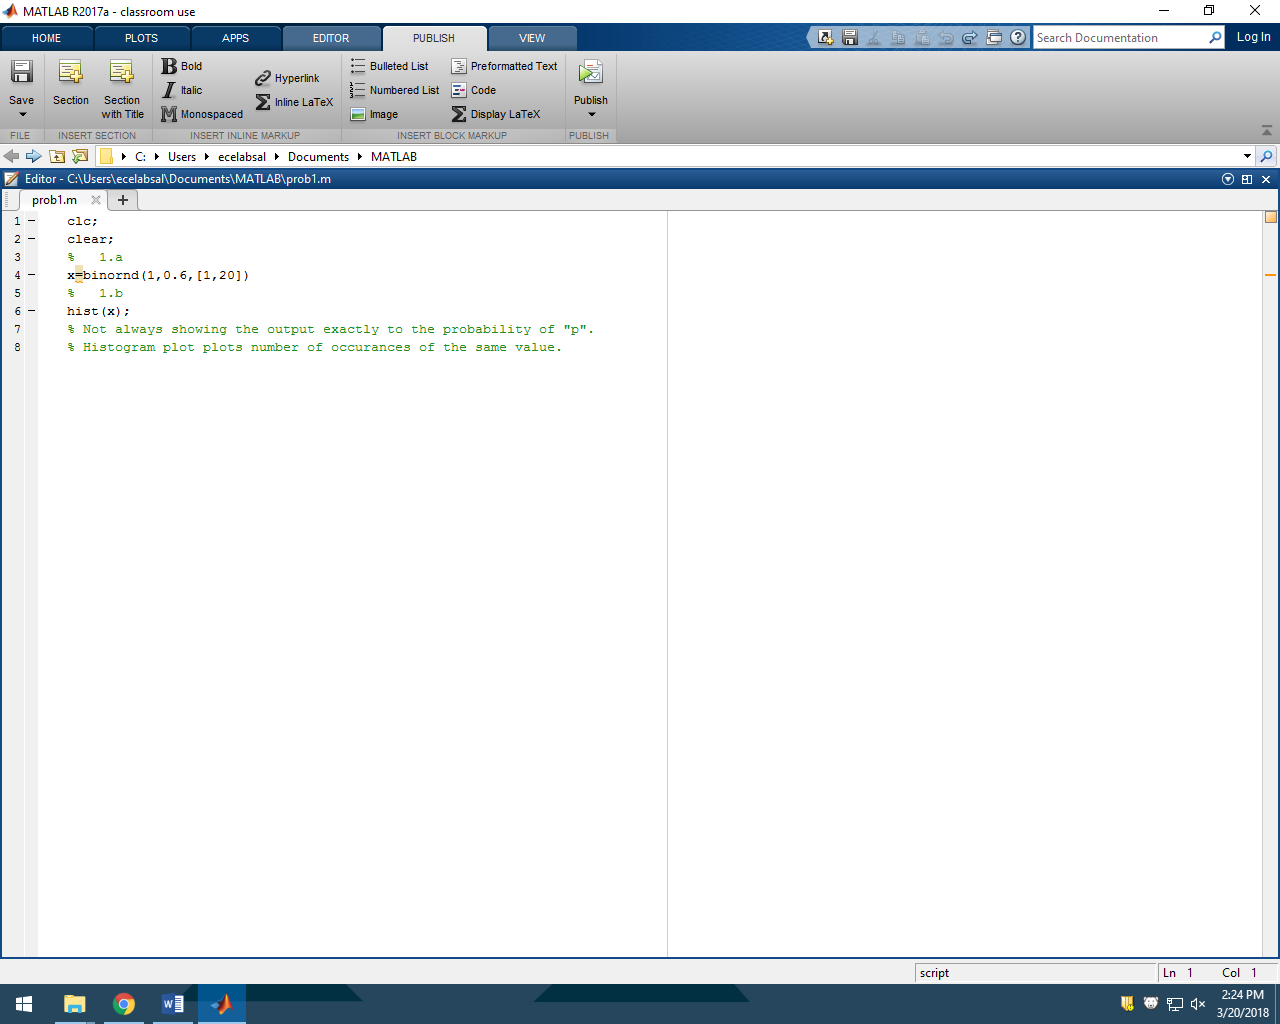 MATLAB R2017a - classroom use
HOME PLOTS APPS EDITOR PUBLISH VIEW
Search Documentation
Log In
Save
Section
Section with Title
Bold
Italic
Monospaced
Hyperlink
Inline LaTeX
Bulleted List
Numbered List
Image
Preformatted Text
Code
Display LaTeX
Publish
FILE INSERT SECTION INSERT INLINE MARKUP INSERT BLOCK MARKUP PUBLISH
C: Users ecelabsal Documents MATLAB
Editor - C:\Users\ecelabsal\Documents\MATLAB\prob1.m
prob1.m
1 clc;
2 clear;
3 % 1.a
4 x=binornd(1,0.6,[1,20])
5 % 1.b
6 hist(x);
7 % Not always showing the output exactly to the probability of "p".
8 % Histogram plot plots number of occurances of the same value.
script Ln 1 Col 1
2:24 PM
3/20/2018